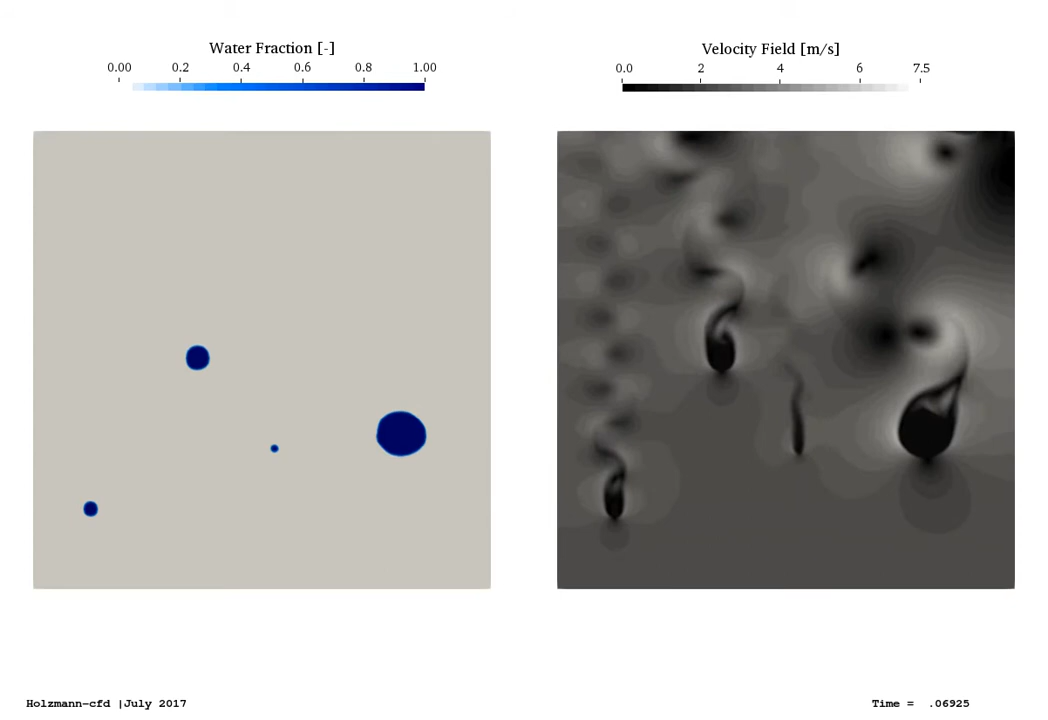 Water Fraction [-]
0.00 0.2 0.4 0.6 0.8 1.00
Velocity Field [m/s]
0.0 2 4 6 7.5
Holzmann-cfd |July 2017
Time = .06925